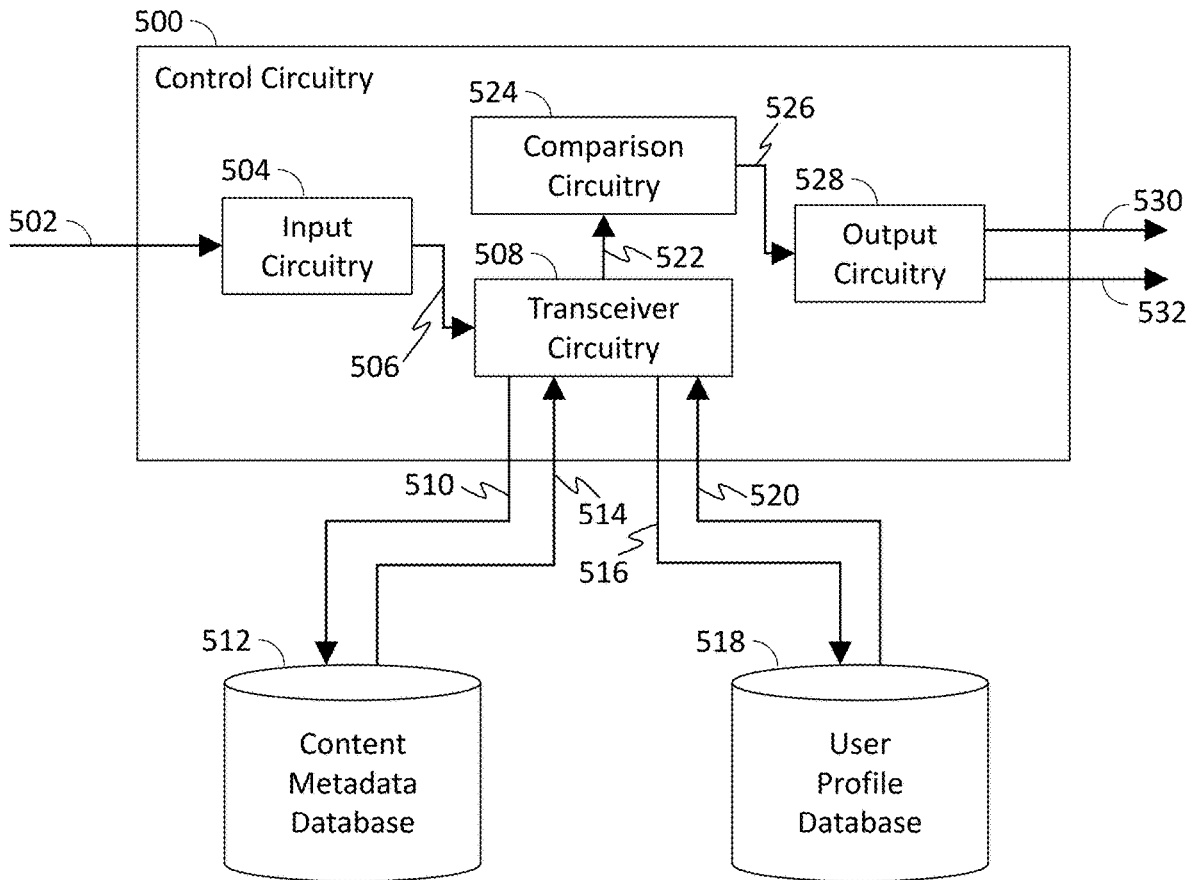 500
Control Circuitry
524
Comparison
Circuitry
526
504
Input
Circuitry
502
528
Output
Circuitry
530
532
508
Transceiver
Circuitry
522
506
510
514
516
520
512
Content
Metadata
Database
518
User
Profile
Database